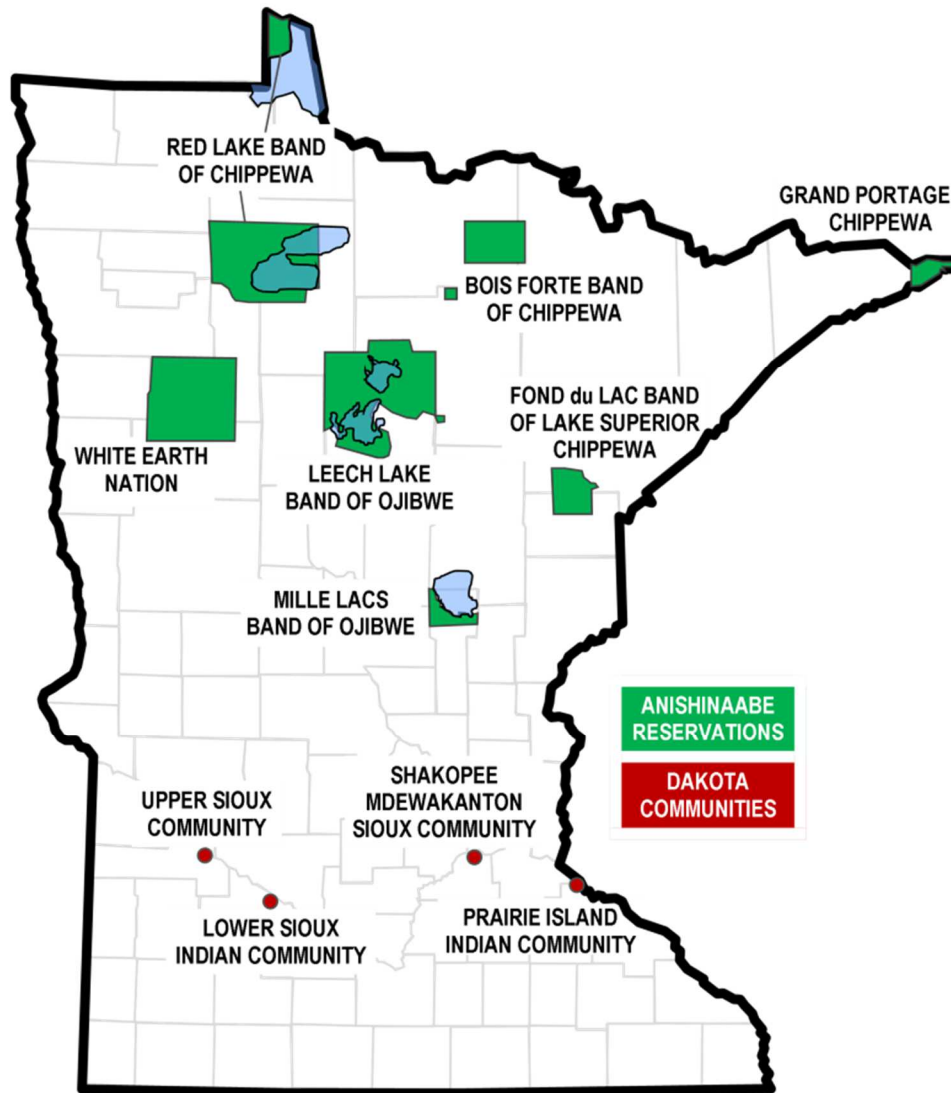 RED LAKE BAND
OF CHIPPEWA
GRAND PORTAGE
CHIPPEWA
BOIS FORTE BAND
OF CHIPPEWA
FOND du LAC BAND
OF LAKE SUPERIOR
CHIPPEWA
WHITE EARTH
NATION
LEECH LAKE
BAND OF OJIBWE
MILLE LACS
BAND OF OJIBWE
ANISHINAABE
RESERVATIONS
DAKOTA
COMMUNITIES
UPPER SIOUX
COMMUNITY
SHAKOPEE
MDEWAKANTON
SIOUX COMMUNITY
LOWER SIOUX
INDIAN COMMUNITY
PRAIRIE ISLAND
INDIAN COMMUNITY